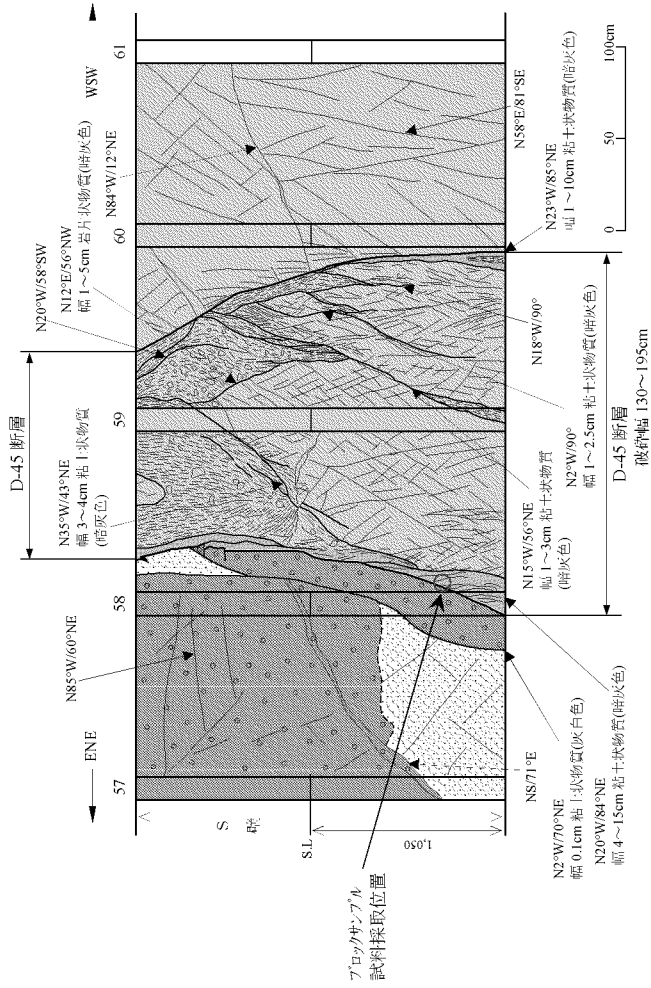 D-45 断層
ENE
WSW
57
58
59
60
61
N85°W/60°NE
N35°W/43°NE
幅 3～4cm 粘土状物質
(暗灰色)
N20°W/58°SW
N12°E/56°NW
幅 1～5cm 岩片状物質(暗灰色)
N84°W/12°NE
S 壁
S.L
1,050
ブロックサンプル
試料採取位置
NS/71°E
N2°W/70°NE
幅 0.1cm 粘土状物質(灰白色)
N20°W/84°NE
幅 4～15cm 粘土状物質(暗灰色)
N15°W/56°NE
幅 1～3cm 粘土状物質
(暗灰色)
N2°W/90°
幅 1～2.5cm 粘土状物質(暗灰色)
N18°W/90°
N23°W/85°NE
幅 1～10cm 粘土状物質(暗灰色)
N58°E/81°SE
D-45 断層
破砕幅 130～195cm
0
50
100cm